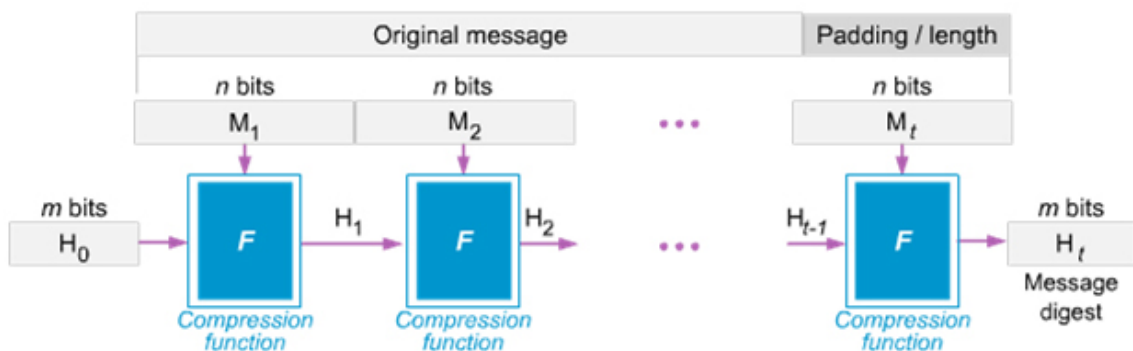 Original message Padding / length
n bits n bits n bits
M1 M2 ... Mt
m bits H1 H2 Ht-1 m bits
H0 F F ... F Ht
Message
digest
Compression Compression Compression
function function function